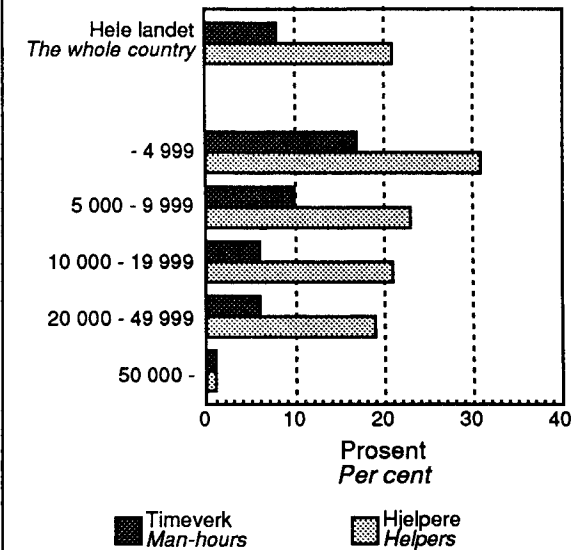 Hele landet
The whole country
- 4 999
5 000 - 9 999
10 000 - 19 999
20 000 - 49 999
50 000 -
0 10 20 30 40
Prosent
Per cent
Timeverk
Man-hours
Hjelpere
Helpers